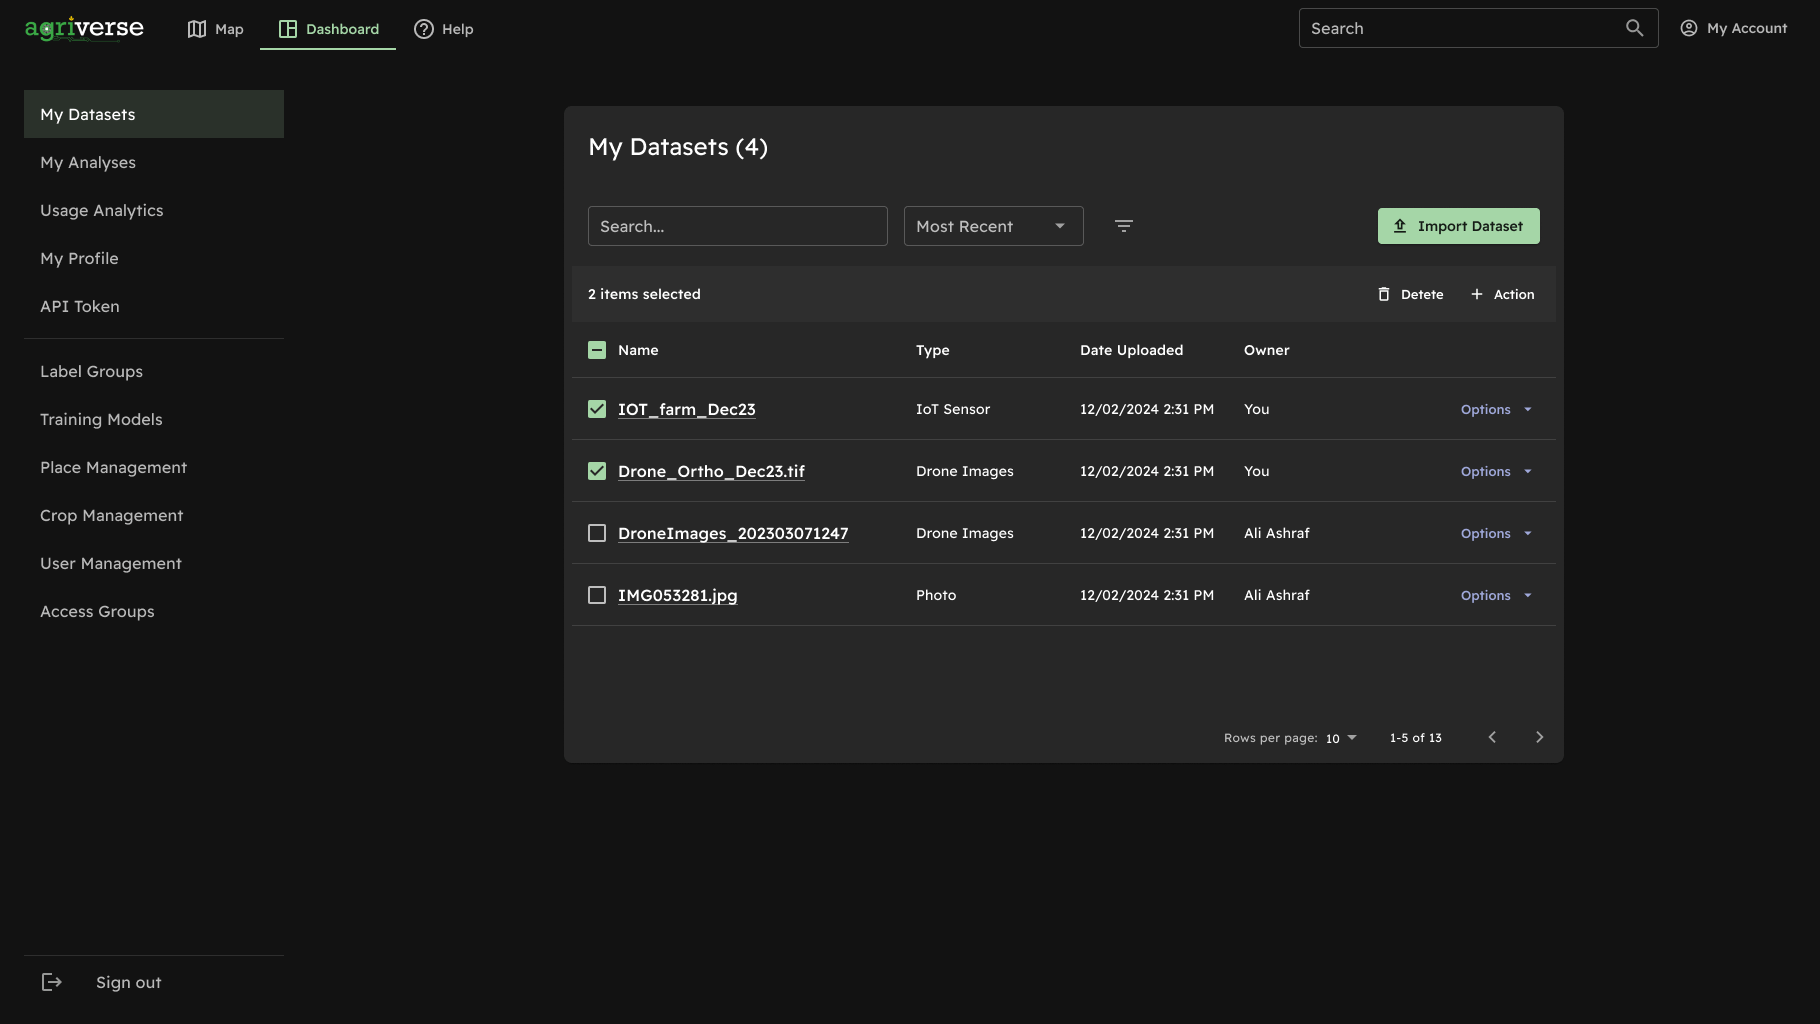 agriverse
Map
Dashboard
Help
Search
My Account
My Datasets
My Analyses
Usage Analytics
My Profile
API Token
Label Groups
Training Models
Place Management
Crop Management
User Management
Access Groups
Sign out
My Datasets (4)
Search...
Most Recent
Import Dataset
2 items selected
Detete
Action
Name Type Date Uploaded Owner
IOT_farm_Dec23 IoT Sensor 12/02/2024 2:31 PM You Options
Drone_Ortho_Dec23.tif Drone Images 12/02/2024 2:31 PM You Options
DroneImages_202303071247 Drone Images 12/02/2024 2:31 PM Ali Ashraf Options
IMG053281.jpg Photo 12/02/2024 2:31 PM Ali Ashraf Options
Rows per page: 10 1-5 of 13